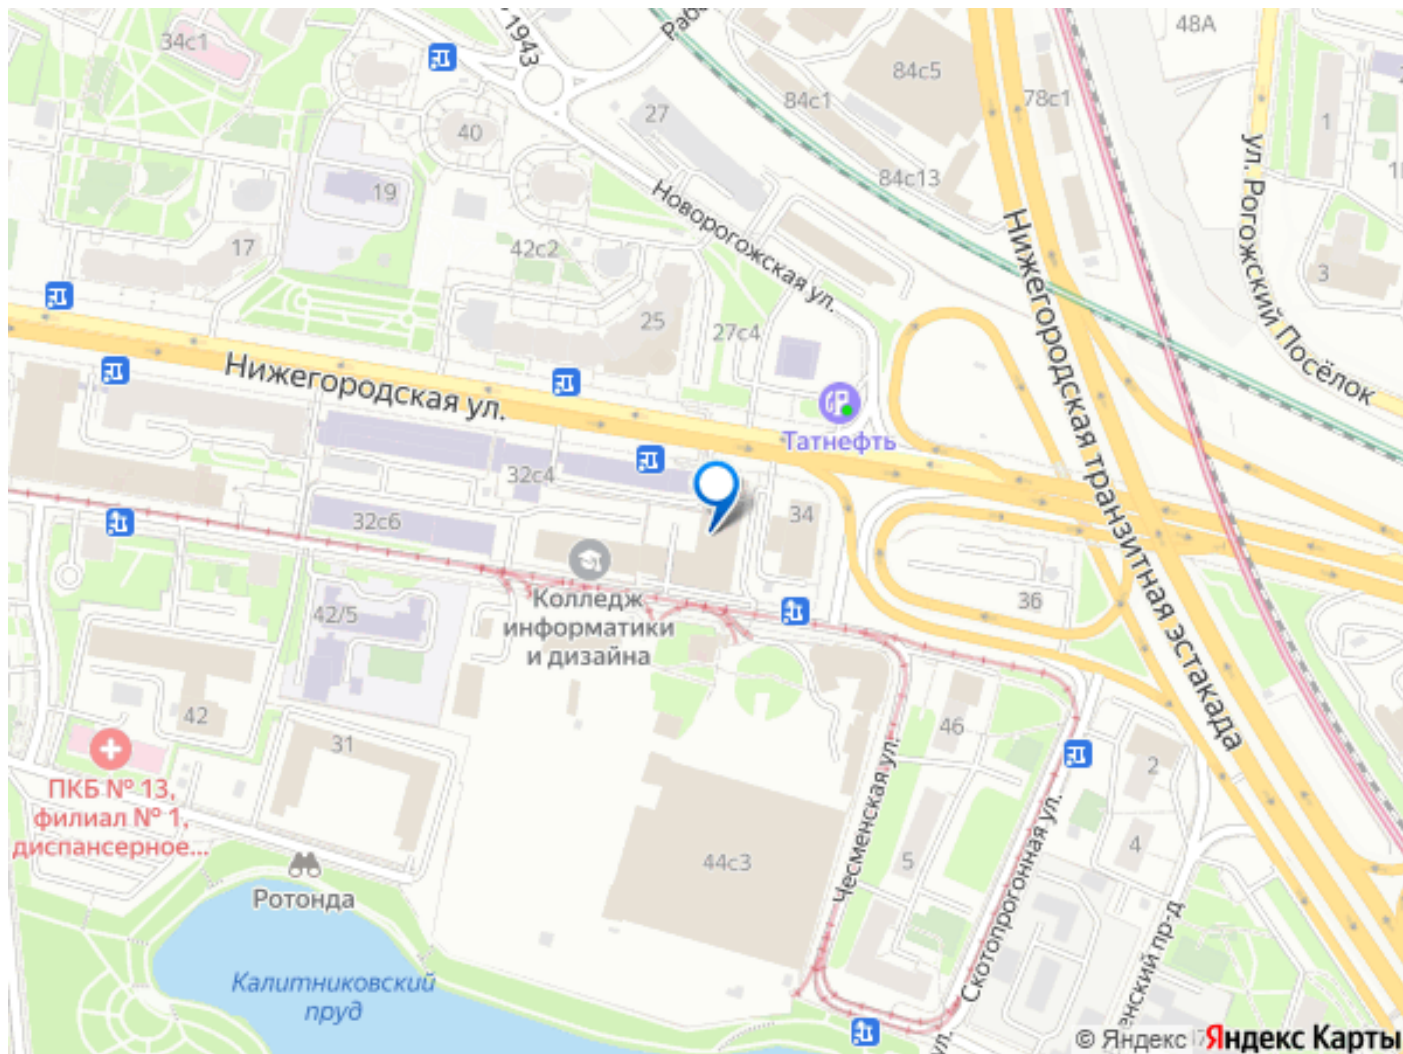 34с1
1943
48А
84с5
84с1
78с1
27
1
40
ул. Рогожский Посёлок
84с13
19
Новорогожская ул.
Нижегородская транзитная эстакада
17
42с2
3
25
27с4
Нижегородская ул.
Татнефть
32с4
32с6
34
36
Колледж
информатики
и дизайна
42/5
42
31
46
2
ПКБ № 13,
филиал № 1,
диспансерное...
Чесменская ул.
Скотопрогонная ул.
4
44с3
5
Ротонда
Калитниковский
пруд
енский пр-д
ул.
© Яндекс Яндекс Карты